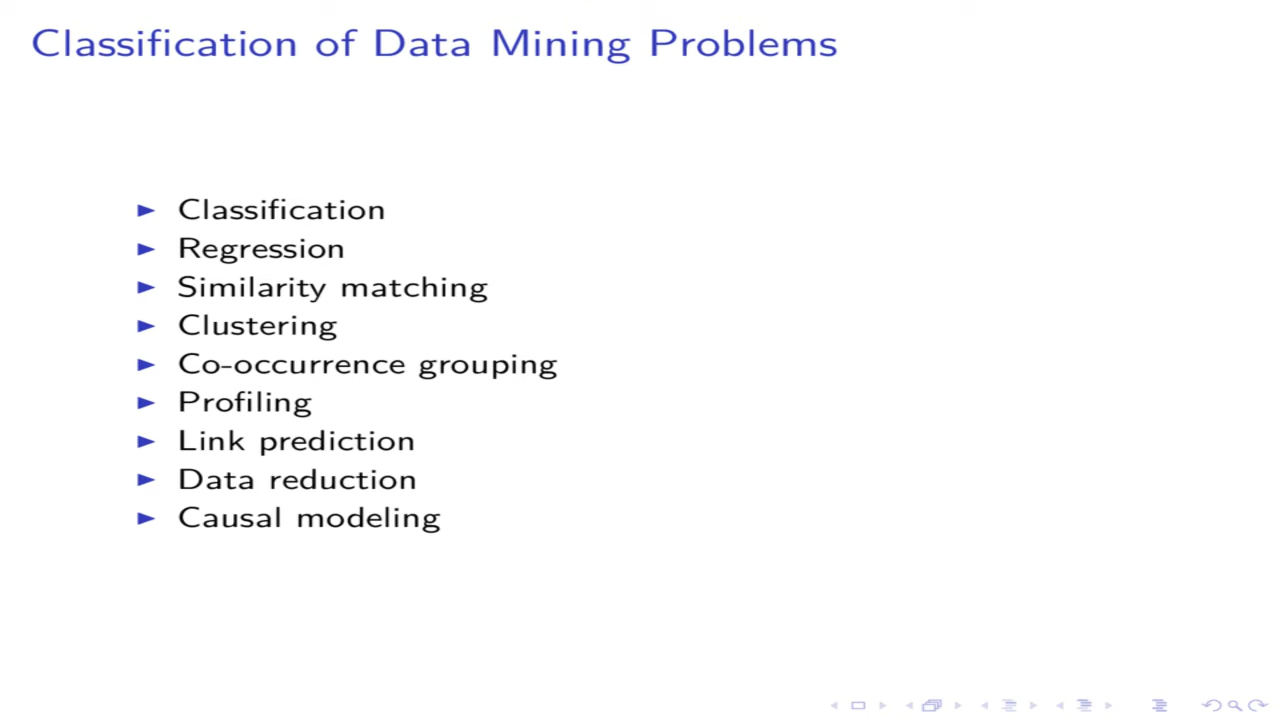 Classification of Data Mining Problems
Classification
Regression
Similarity matching
Clustering
Co-occurrence grouping
Profiling
Link prediction
Data reduction
Causal modeling